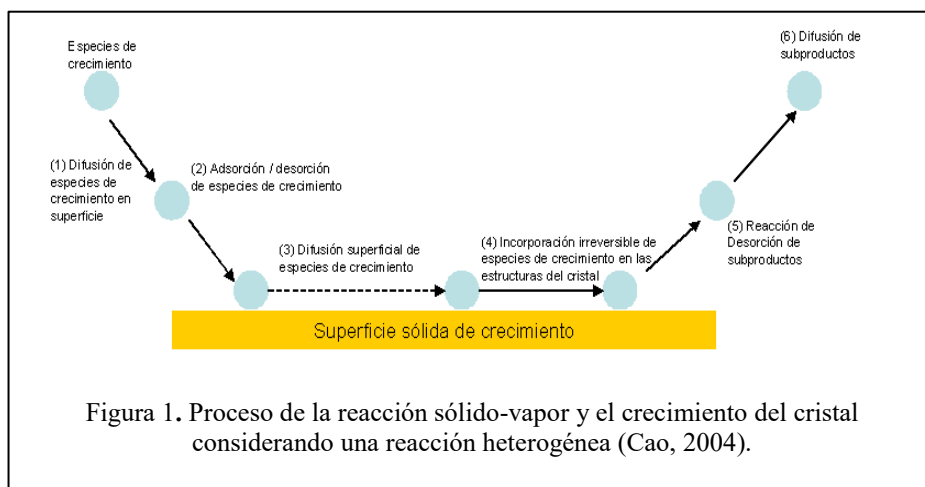 Especies de
crecimiento
(1) Difusión de
especies de
crecimiento en
superficie
(2) Adsorción / desorción
de especies de crecimiento
(3) Difusión superficial de
especies de crecimiento
(4) Incorporación irreversible de
especies de crecimiento en las
estructuras del cristal
(5) Reacción de
Desorción de
subproductos
(6) Difusión de
subproductos
Superficie sólida de crecimiento
Figura 1. Proceso de la reacción sólido-vapor y el crecimiento del cristal
considerando una reacción heterogénea (Cao, 2004).